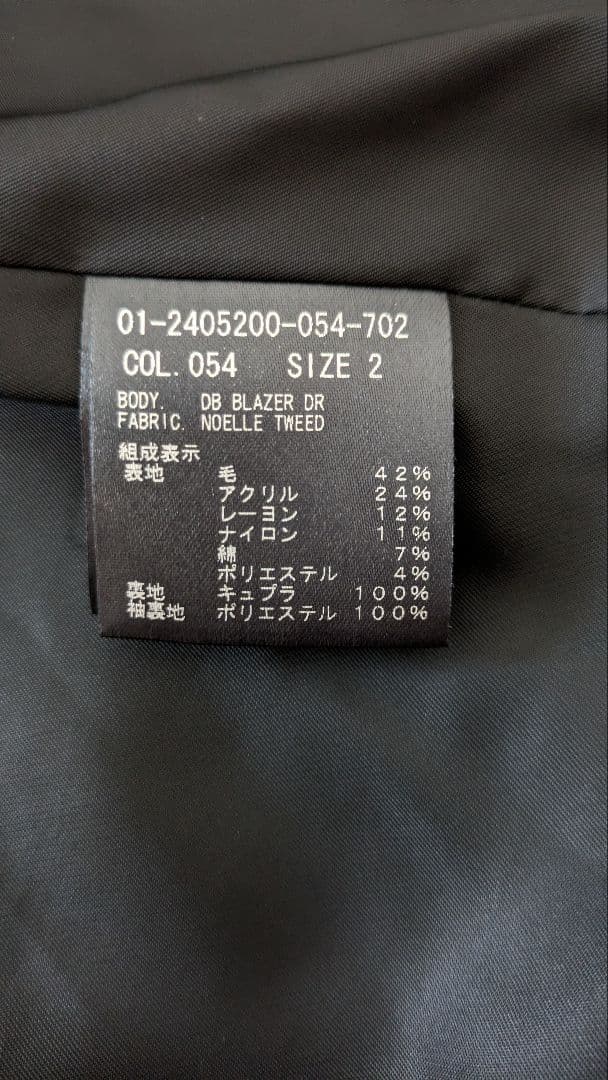 01-2405200-054-702
COL.054 SIZE 2
BODY. DB BLAZER DR
FABRIC. NOELLE TWEED
組成表示
表地 毛 42%
アクリル 24%
レーヨン 12%
ナイロン 11%
綿 7%
ポリエステル 4%
裏地 キュプラ 100%
袖裏地 ポリエステル 100%